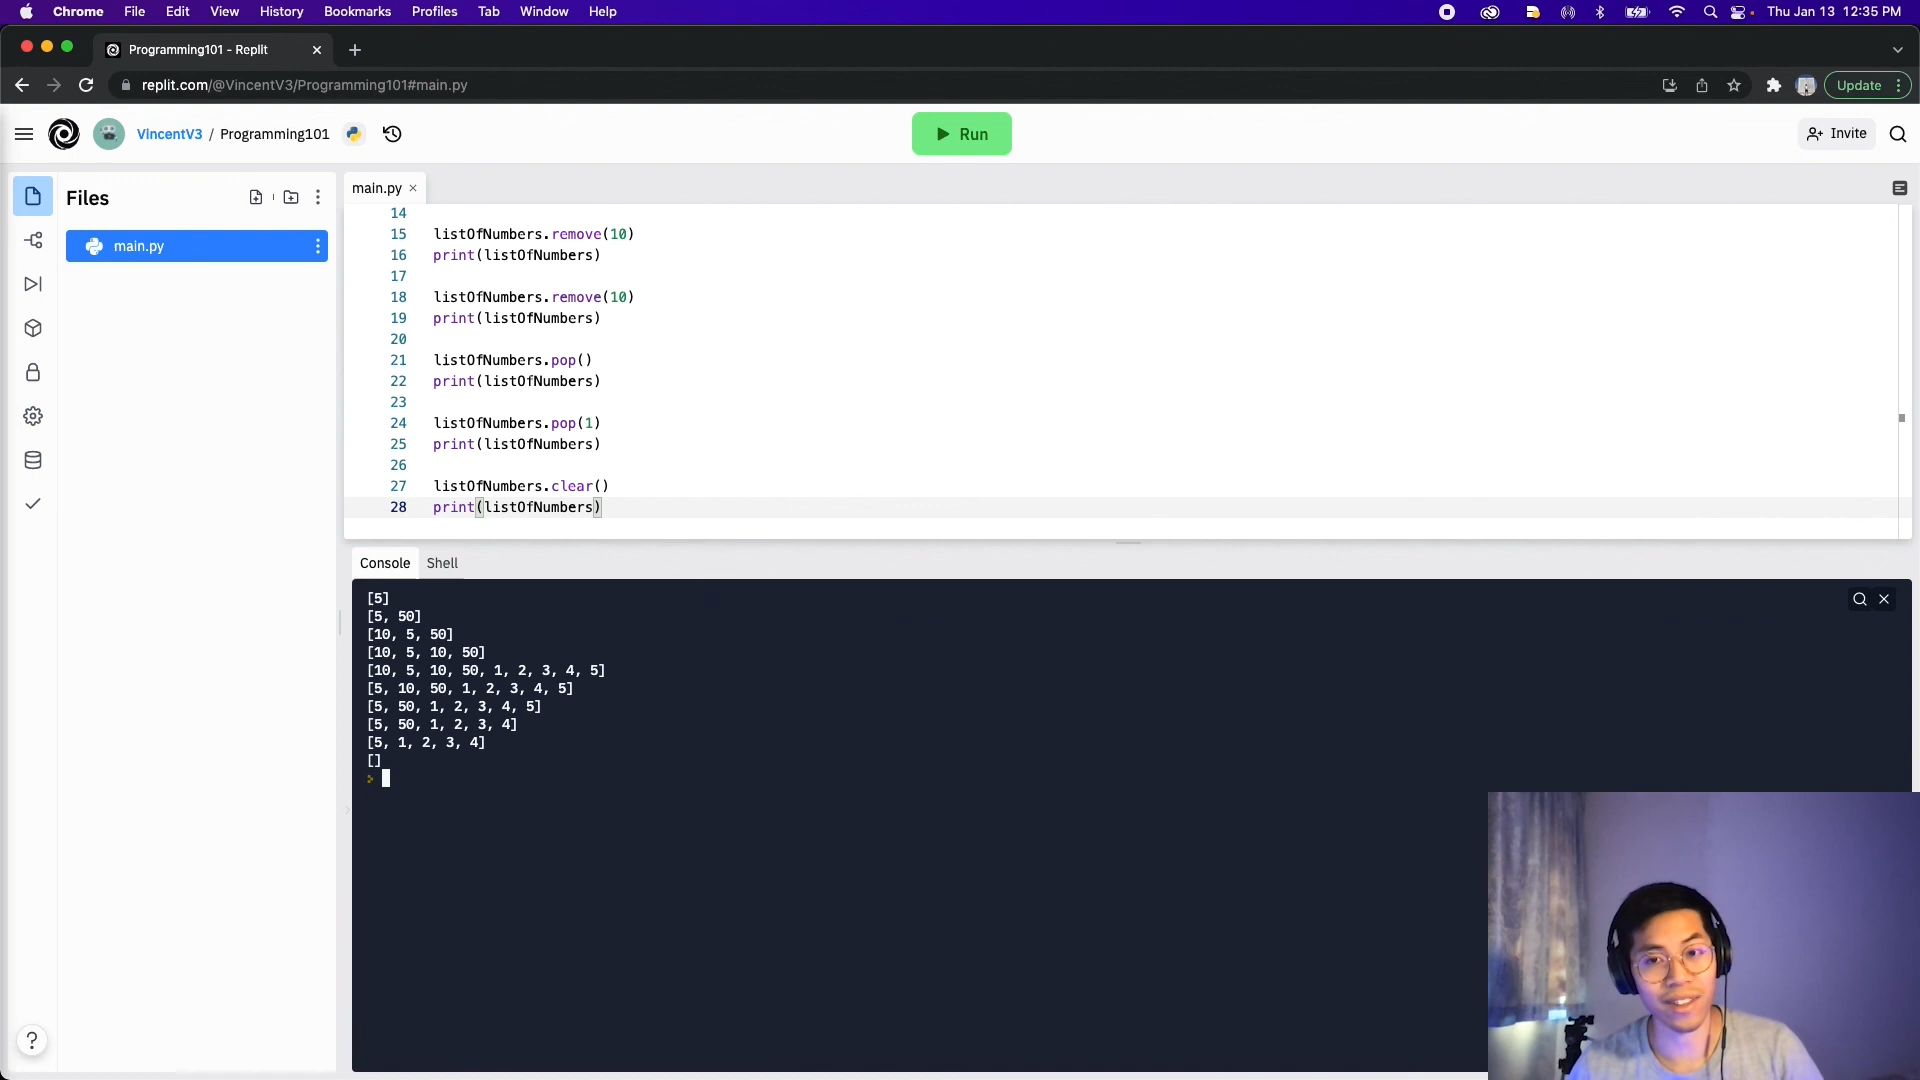 Chrome File Edit View History Bookmarks Profiles Tab Window Help Thu Jan 13 12:35 PM
Programming101 - Replit
replit.com/@VincentV3/Programming101#main.py Update
VincentV3 / Programming101 Run Invite
Files
main.py
main.py
14
15 listOfNumbers.remove(10)
16 print(listOfNumbers)
17
18 listOfNumbers.remove(10)
19 print(listOfNumbers)
20
21 listOfNumbers.pop()
22 print(listOfNumbers)
23
24 listOfNumbers.pop(1)
25 print(listOfNumbers)
26
27 listOfNumbers.clear()
28 print(listOfNumbers)
Console Shell
[5]
[5, 50]
[10, 5, 50]
[10, 5, 10, 50]
[10, 5, 10, 50, 1, 2, 3, 4, 5]
[5, 10, 50, 1, 2, 3, 4, 5]
[5, 50, 1, 2, 3, 4, 5]
[5, 50, 1, 2, 3, 4]
[5, 1, 2, 3, 4]
[]
?